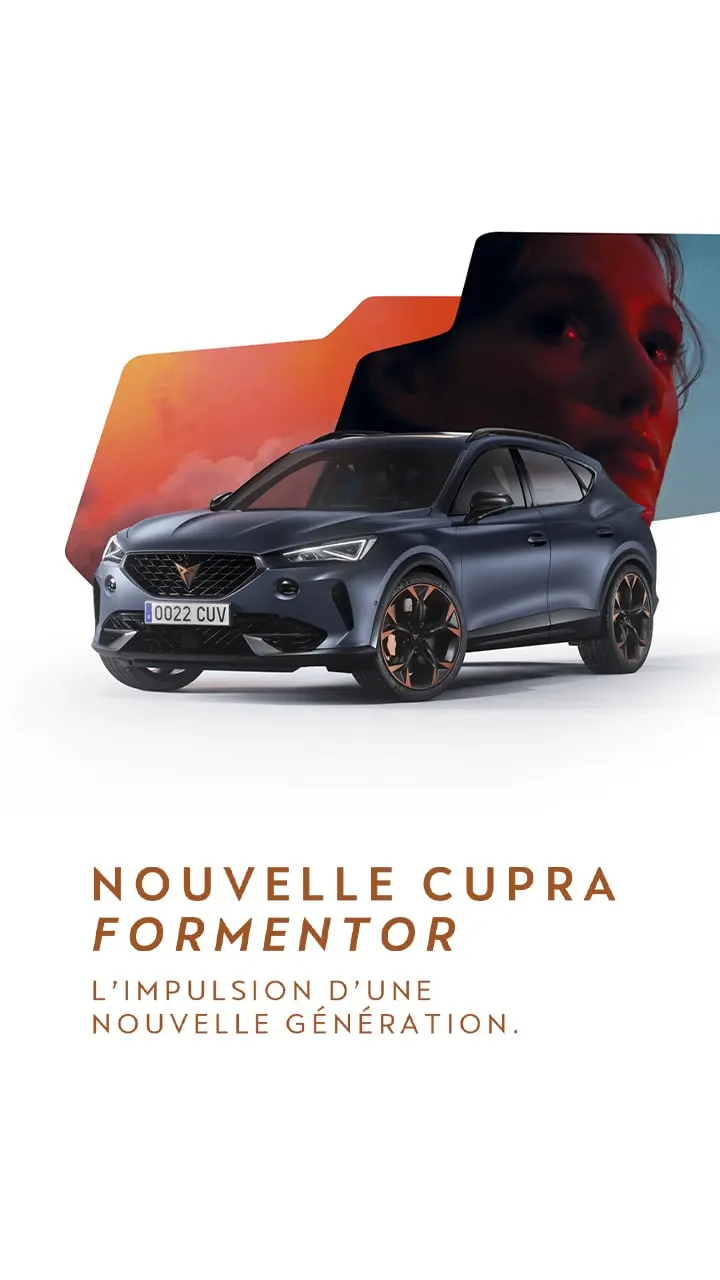 0022 CUV
NOUVELLE CUPRA
FORMENTOR
L’IMPULSION D’UNE
NOUVELLE GÉNÉRATION.